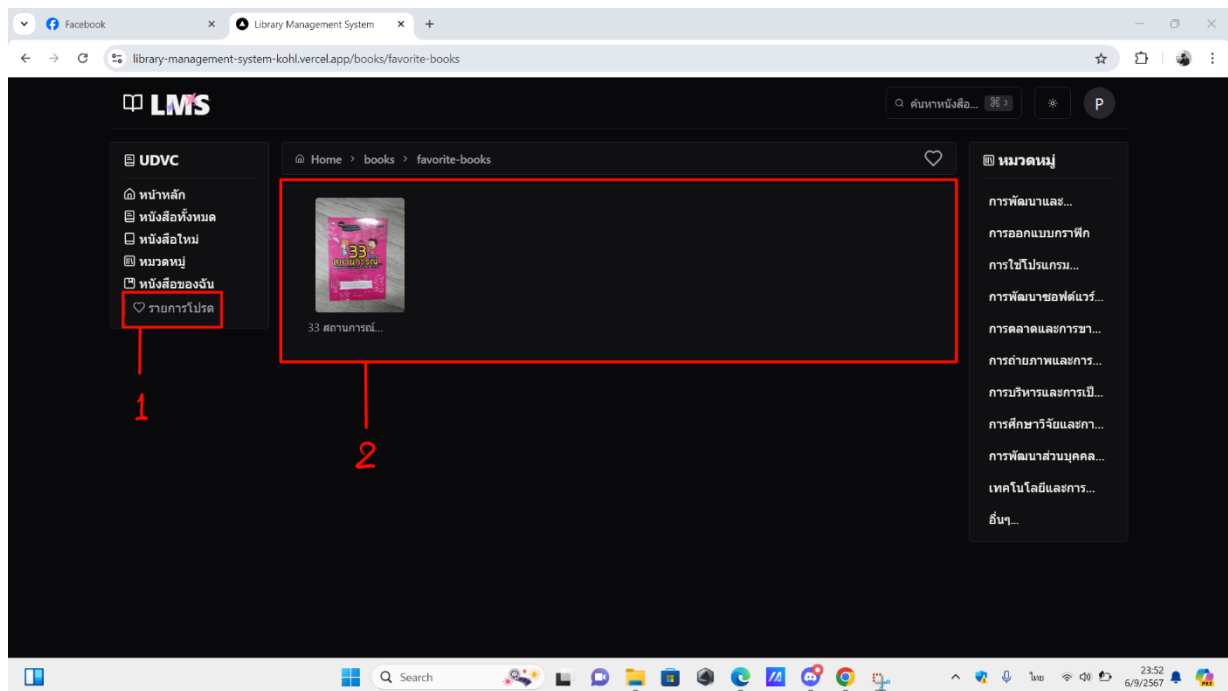 Facebook
Library Management System
library-management-system-kohl.vercel.app/books/favorite-books
LMS
ค้นหาหนังสือ... ⌘ J
P
UDVC
หน้าหลัก
หนังสือทั้งหมด
หนังสือใหม่
หมวดหมู่
หนังสือของฉัน
รายการโปรด
1
Home > books > favorite-books
33
สถานการณ์
33 สถานการณ์...
2
หมวดหมู่
การพัฒนาและ...
การออกแบบกราฟิก
การใช้โปรแกรม...
การพัฒนาซอฟต์แวร์...
การตลาดและการขา...
การถ่ายภาพและการ...
การบริหารและการเป็...
การศึกษาวิจัยและกา...
การพัฒนาส่วนบุคคล...
เทคโนโลยีและการ...
อื่นๆ...
Search
ไทย
23:52
6/9/2567
PRE